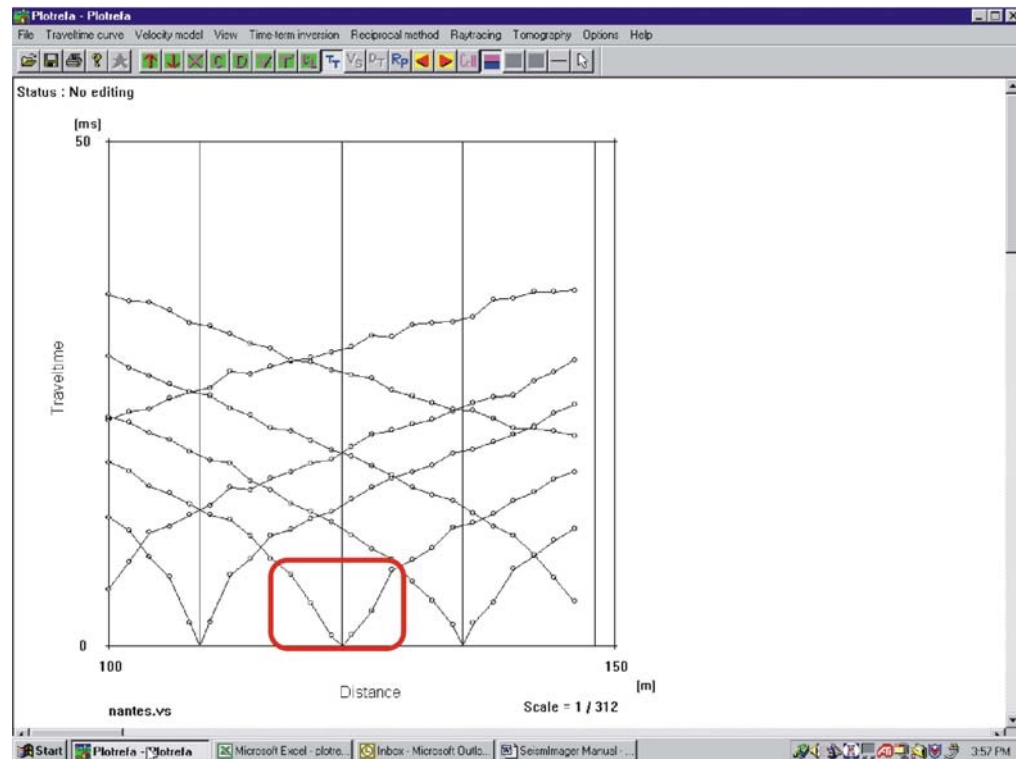 Plotrefa - Plotrefa
File Traveltime curve Velocity model View Time-term inversion Reciprocal method Raytracing Tomography Options Help
Status : No editing
[ms]
50
Traveltime
0
100
150
[m]
Distance
nantes.vs
Scale = 1 / 312
Start Plotrefa - Plotrefa Microsoft Excel - plotre... Inbox - Microsoft Outlo... SeisImager Manual - ... 3:57 PM